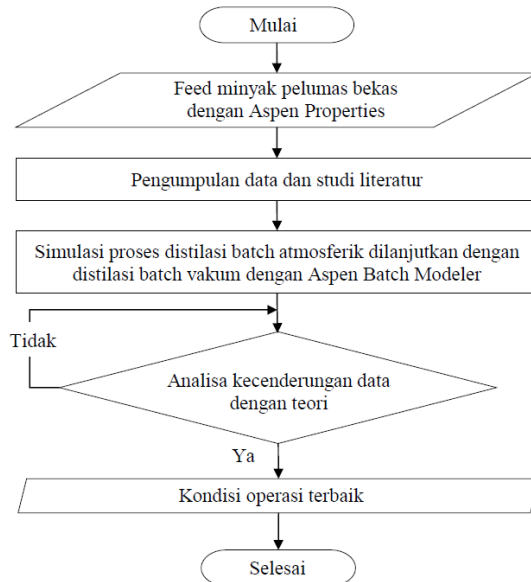 Mulai
Feed minyak pelumas bekas
dengan Aspen Properties
Pengumpulan data dan studi literatur
Simulasi proses distilasi batch atmosferik dilanjutkan dengan
distilasi batch vakum dengan Aspen Batch Modeler
Tidak
Analisa kecenderungan data
dengan teori
Ya
Kondisi operasi terbaik
Selesai